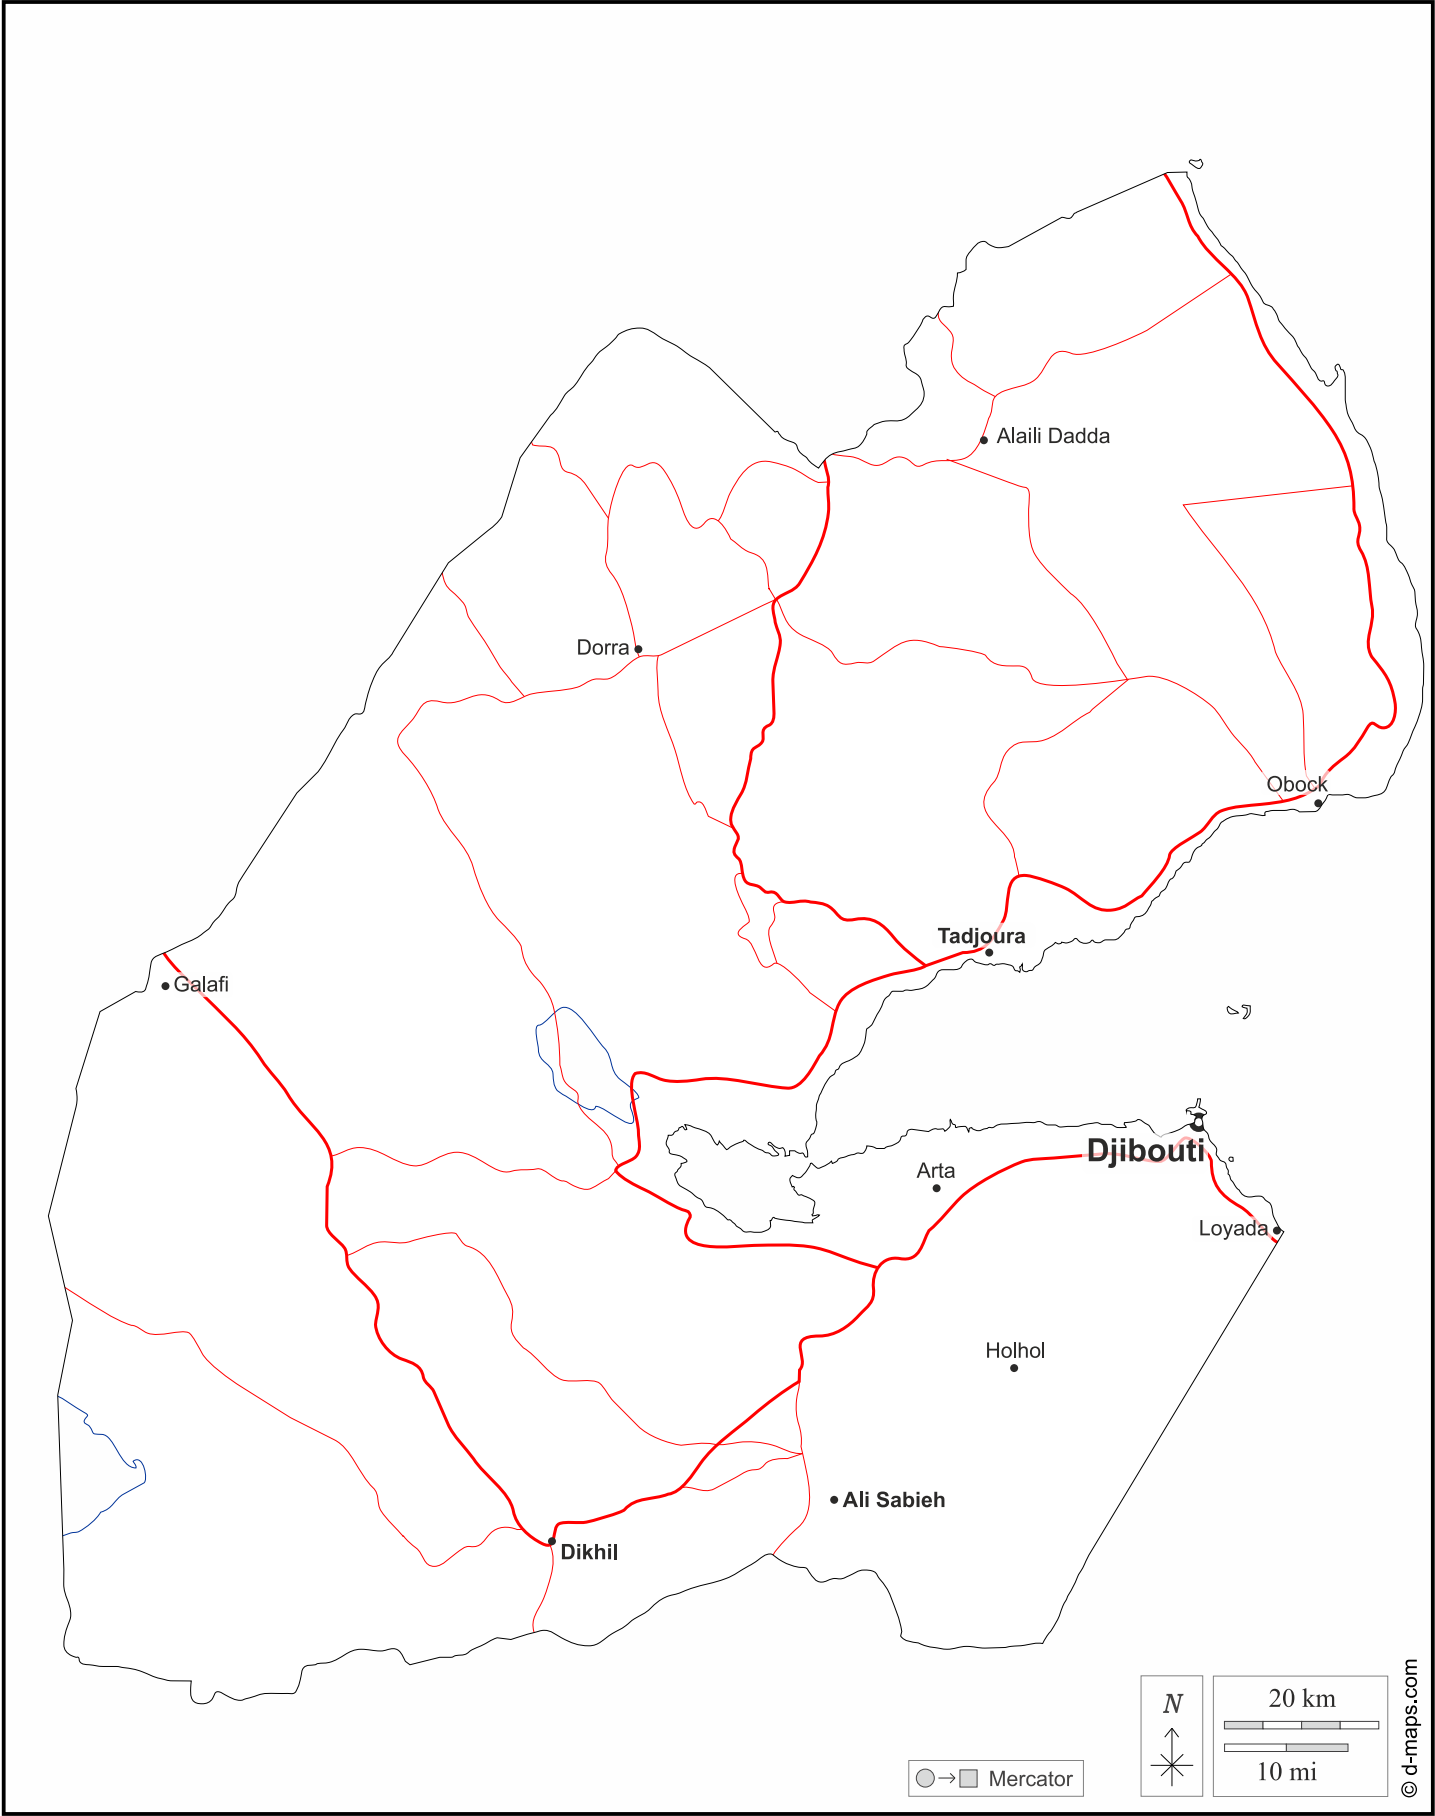 Alaili Dadda
Dorra
Obock
Tadjoura
Galafi
Djibouti
Arta
Loyada
Holhol
Ali Sabieh
Dikhil
N
20 km
10 mi
Mercator
© d-maps.com